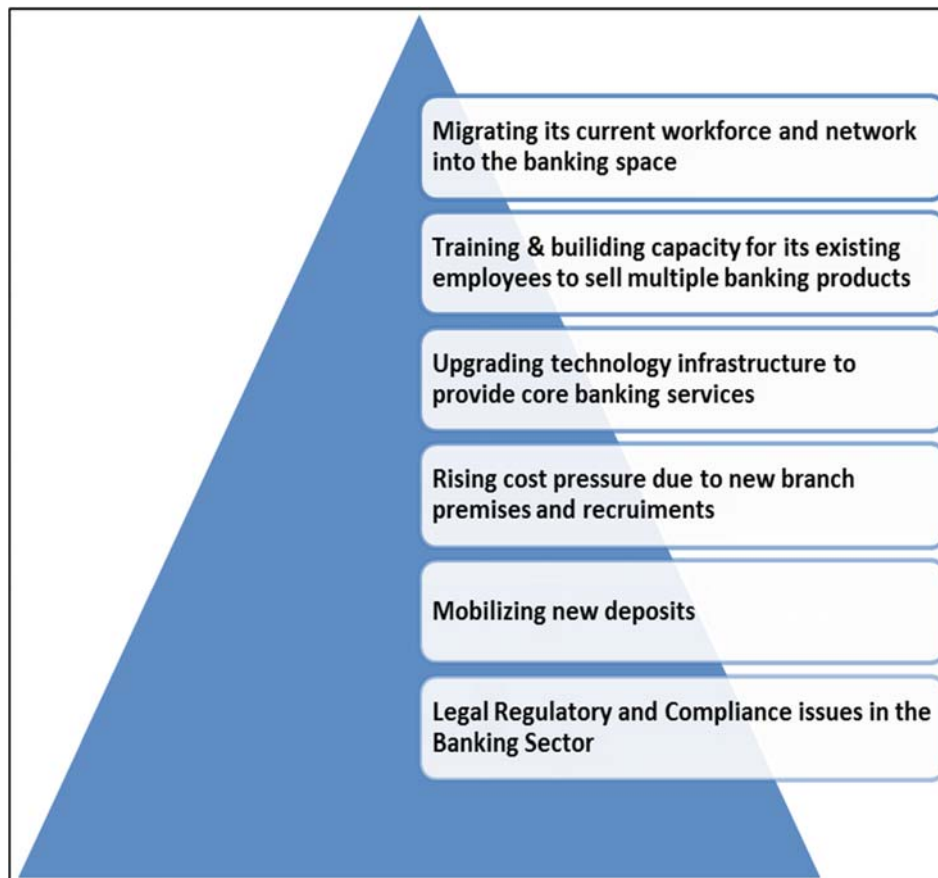 Migrating its current workforce and network
into the banking space
Training & builiding capacity for its existing
employees to sell multiple banking products
Upgrading technology infrastructure to
provide core banking services
Rising cost pressure due to new branch
premises and recruiments
Mobilizing new deposits
Legal Regulatory and Compliance issues in the
Banking Sector